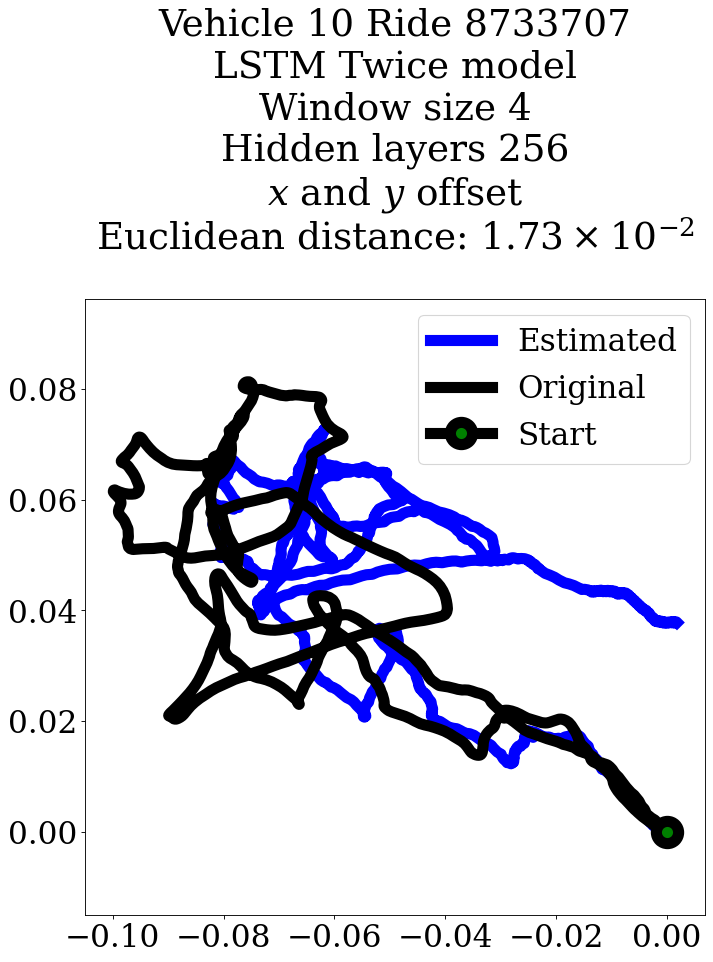 Vehicle 10 Ride 8733707
LSTM Twice model
Window size 4
Hidden layers 256
x and y offset
Euclidean distance: 1.73 × 10⁻²
Estimated
Original
Start
0.08
0.06
0.04
0.02
0.00
−0.10 −0.08 −0.06 −0.04 −0.02 0.00